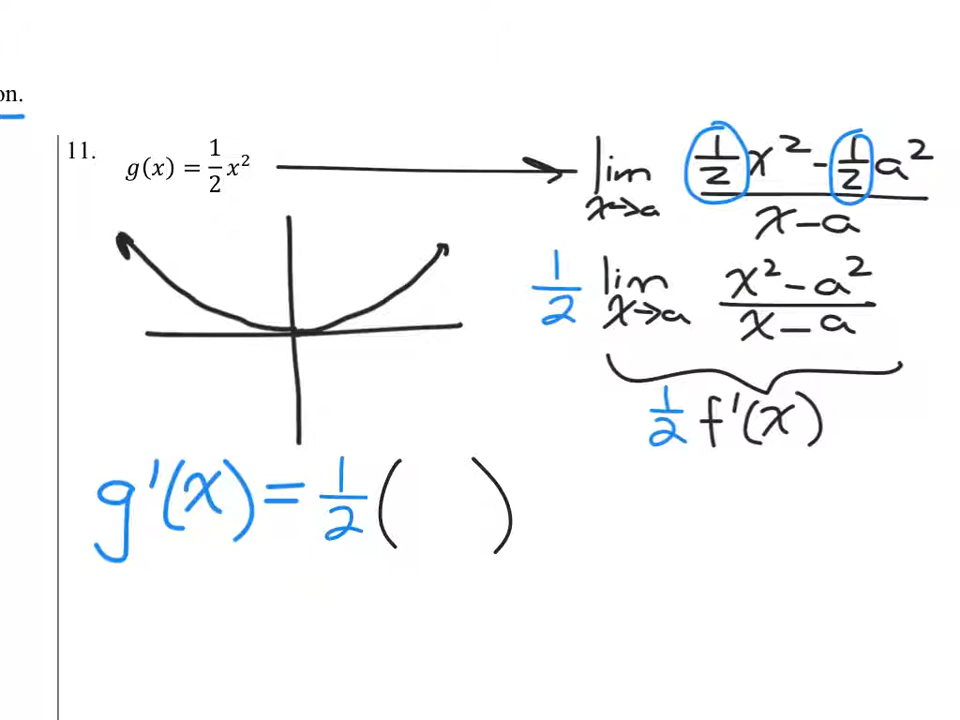 on.
11. g(x) = 1/2 x²
lim x→a (1/2 x² - 1/2 a²)/(x-a)
1/2 lim x→a (x² - a²)/(x - a)
1/2 f'(x)
g'(x) = 1/2 ( )